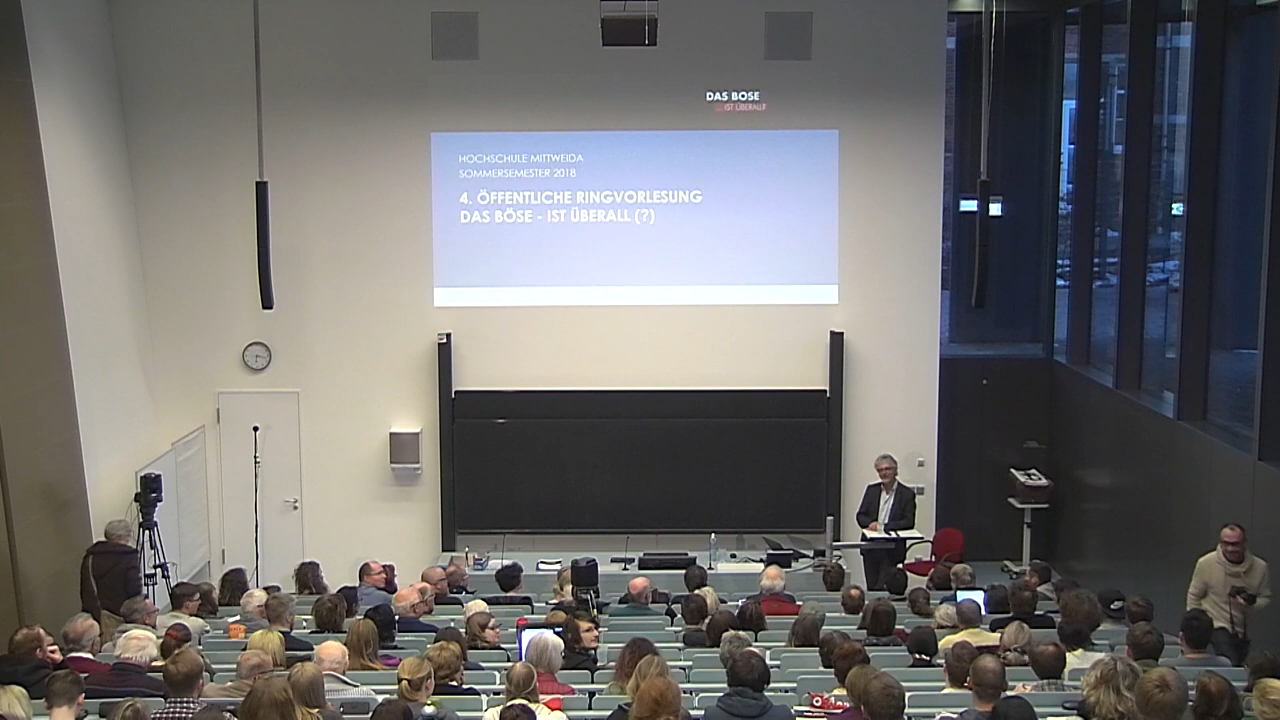 DAS BÖSE
IST ÜBERALL?
HOCHSCHULE MITTWEIDA
SOMMERSEMESTER 2018
4. ÖFFENTLICHE RINGVORLESUNG
DAS BÖSE - IST ÜBERALL (?)